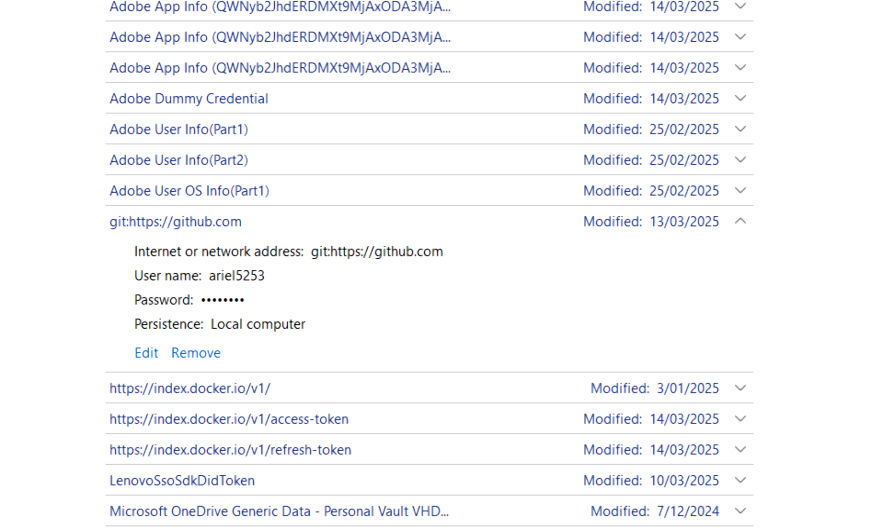 Adobe App Info (QWNyb2JhdERDMXt9MjAxODA3MjA... Modified: 14/03/2025
Adobe App Info (QWNyb2JhdERDMXt9MjAxODA3MjA... Modified: 14/03/2025
Adobe App Info (QWNyb2JhdERDMXt9MjAxODA3MjA... Modified: 14/03/2025
Adobe Dummy Credential Modified: 14/03/2025
Adobe User Info(Part1) Modified: 25/02/2025
Adobe User Info(Part2) Modified: 25/02/2025
Adobe User OS Info(Part1) Modified: 25/02/2025
git:https://github.com Modified: 13/03/2025
Internet or network address: git:https://github.com
User name: ariel5253
Password: ••••••••
Persistence: Local computer
Edit Remove
https://index.docker.io/v1/ Modified: 3/01/2025
https://index.docker.io/v1/access-token Modified: 14/03/2025
https://index.docker.io/v1/refresh-token Modified: 14/03/2025
LenovoSsoSdkDidToken Modified: 10/03/2025
Microsoft OneDrive Generic Data - Personal Vault VHD... Modified: 7/12/2024